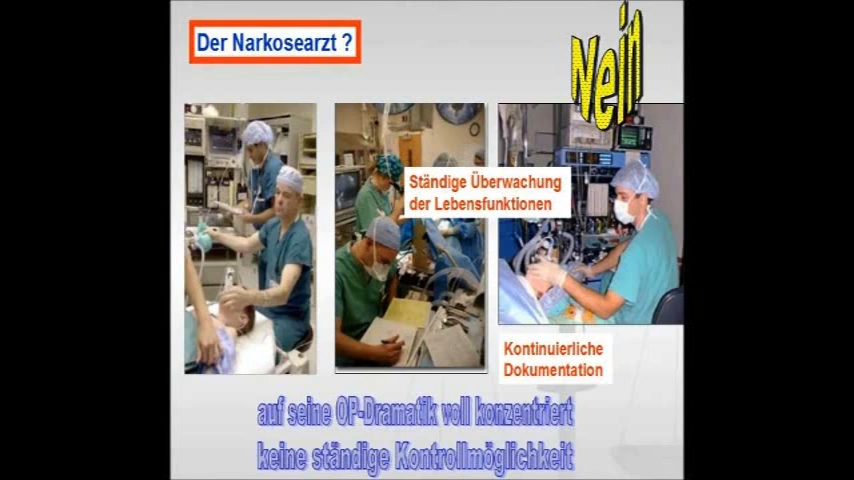 Der Narkosearzt ?
Nein
Ständige Überwachung
der Lebensfunktionen
Kontinuierliche
Dokumentation
auf seine OP-Dramatik voll konzentriert
keine ständige Kontrollmöglichkeit